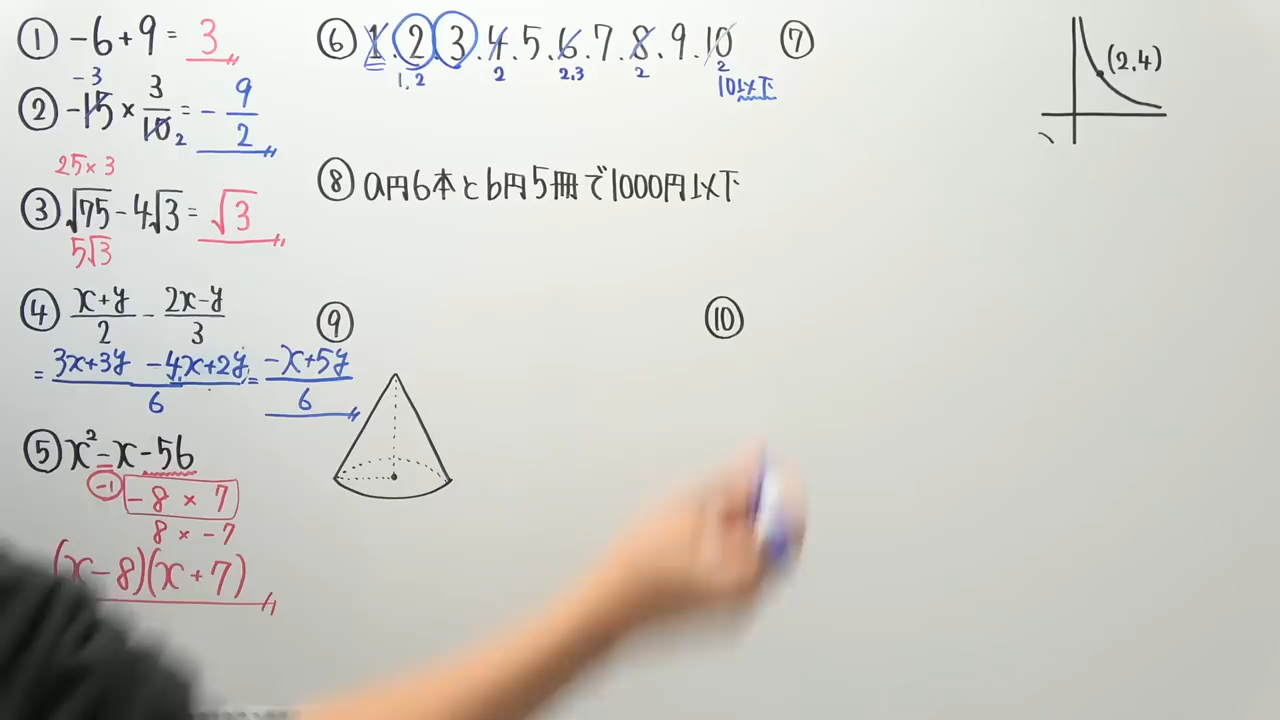 ① -6+9= 3
-3
② -15×3/10 = -9/2
2
25×3
③ √75-4√3= √3
5√3
④ x+y/2 - 2x-y/3
= 3x+3y -4x+2y/6 = -x+5y/6
⑤ x²-x-56
-1 -8 × 7
8 × -7
(x-8)(x+7)
⑥ 1.2.3.4.5.6.7.8.9.10
1.2 2 2.3 2 2
10以下
⑦
(2.4)
⑧ a円6本とb円5冊で1000円以下
⑨
⑩